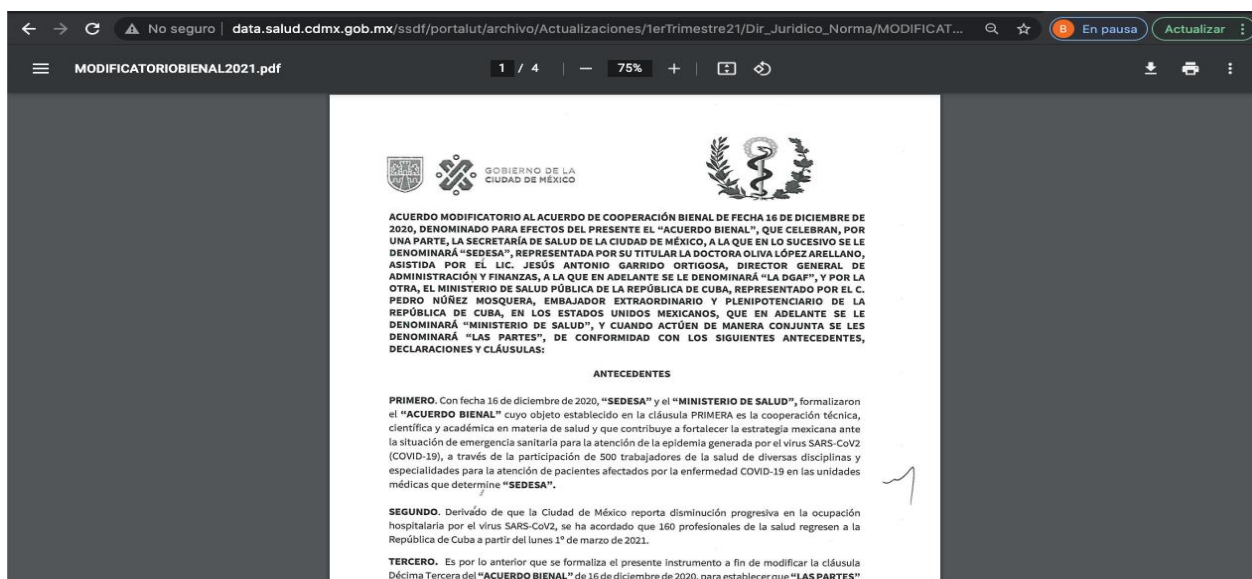 No seguro | data.salud.cdmx.gob.mx/ssdf/portalut/archivo/Actualizaciones/1erTrimestre21/Dir_Juridico_Norma/MODIFICAT...
B En pausa
Actualizar
MODIFICATORIOBIENAL2021.pdf
1 / 4 | — 75% + |
GOBIERNO DE LA
CIUDAD DE MÉXICO
ACUERDO MODIFICATORIO AL ACUERDO DE COOPERACIÓN BIENAL DE FECHA 16 DE DICIEMBRE DE
2020, DENOMINADO PARA EFECTOS DEL PRESENTE EL “ACUERDO BIENAL”, QUE CELEBRAN, POR
UNA PARTE, LA SECRETARÍA DE SALUD DE LA CIUDAD DE MÉXICO, A LA QUE EN LO SUCESIVO SE LE
DENOMINARÁ “SEDESA”, REPRESENTADA POR SU TITULAR LA DOCTORA OLIVA LÓPEZ ARELLANO,
ASISTIDA POR EL LIC. JESÚS ANTONIO GARRIDO ORTIGOSA, DIRECTOR GENERAL DE
ADMINISTRACIÓN Y FINANZAS, A LA QUE EN ADELANTE SE LE DENOMINARÁ “LA DGAF”, Y POR LA
OTRA, EL MINISTERIO DE SALUD PÚBLICA DE LA REPÚBLICA DE CUBA, REPRESENTADO POR EL C.
PEDRO NÚÑEZ MOSQUERA, EMBAJADOR EXTRAORDINARIO Y PLENIPOTENCIARIO DE LA
REPÚBLICA DE CUBA, EN LOS ESTADOS UNIDOS MEXICANOS, QUE EN ADELANTE SE LE
DENOMINARÁ “MINISTERIO DE SALUD”, Y CUANDO ACTÚEN DE MANERA CONJUNTA SE LES
DENOMINARÁ “LAS PARTES”, DE CONFORMIDAD CON LOS SIGUIENTES ANTECEDENTES,
DECLARACIONES Y CLÁUSULAS:
ANTECEDENTES
PRIMERO. Con fecha 16 de diciembre de 2020, “SEDESA” y el “MINISTERIO DE SALUD”, formalizaron
el “ACUERDO BIENAL” cuyo objeto establecido en la cláusula PRIMERA es la cooperación técnica,
científica y académica en materia de salud y que contribuye a fortalecer la estrategia mexicana ante
la situación de emergencia sanitaria para la atención de la epidemia generada por el virus SARS-CoV2
(COVID-19), a través de la participación de 500 trabajadores de la salud de diversas disciplinas y
especialidades para la atención de pacientes afectados por la enfermedad COVID-19 en las unidades
médicas que determine “SEDESA”.
SEGUNDO. Derivado de que la Ciudad de México reporta disminución progresiva en la ocupación
hospitalaria por el virus SARS-CoV2, se ha acordado que 160 profesionales de la salud regresen a la
República de Cuba a partir del lunes 1° de marzo de 2021.
TERCERO. Es por lo anterior que se formaliza el presente instrumento a fin de modificar la cláusula
Décima Tercera del “ACUERDO BIENAL” de 16 de diciembre de 2020, para establecer que “LAS PARTES”